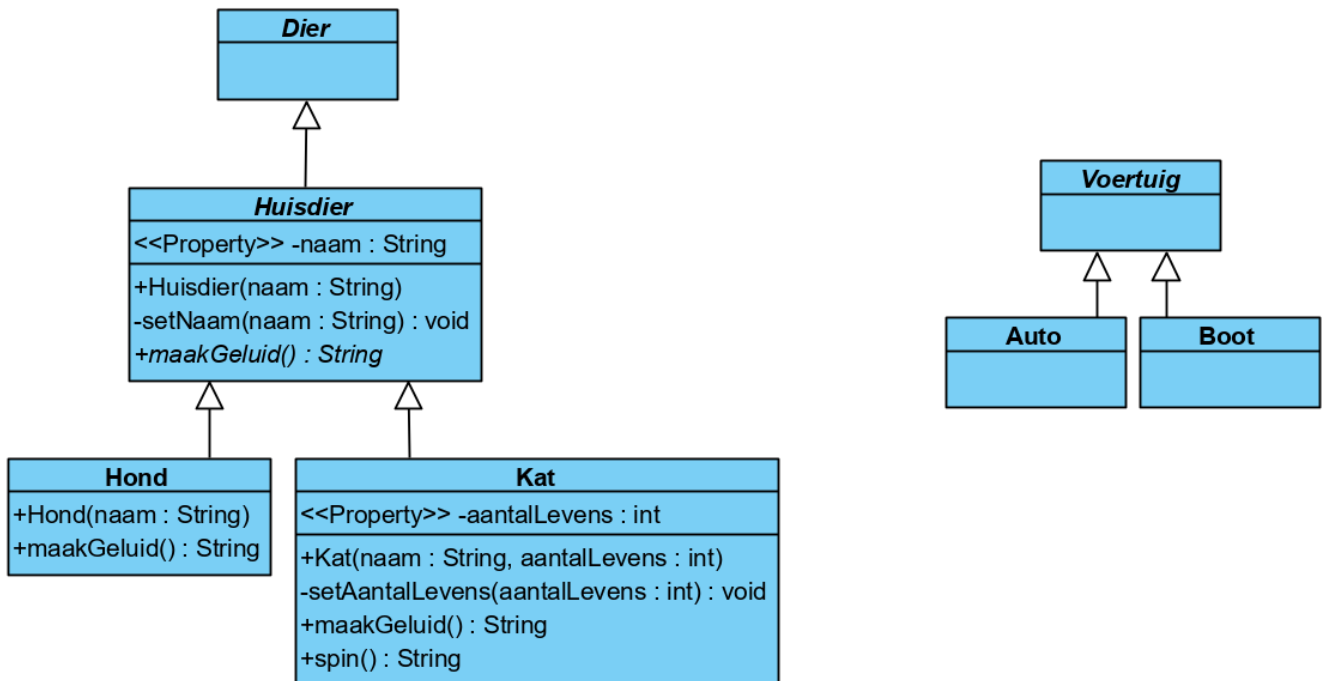 Dier
Huisdier
<<Property>> -naam : String
+Huisdier(naam : String)
-setNaam(naam : String) : void
+maakGeluid() : String
Hond
+Hond(naam : String)
+maakGeluid() : String
Kat
<<Property>> -aantalLevens : int
+Kat(naam : String, aantalLevens : int)
-setAantalLevens(aantalLevens : int) : void
+maakGeluid() : String
+spin() : String
Voertuig
Auto
Boot